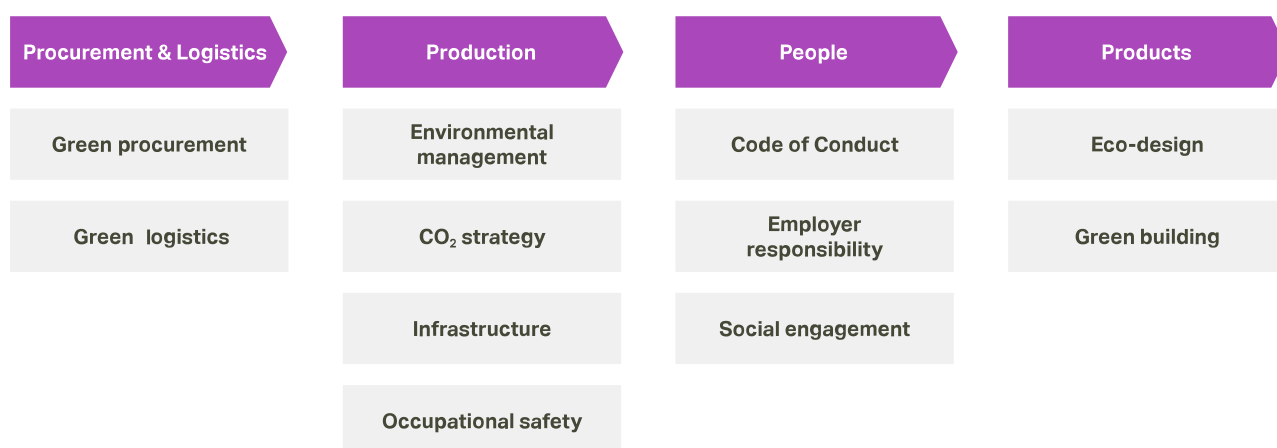 Procurement & Logistics
Production
People
Products
Green procurement
Environmental
management
Code of Conduct
Eco-design
Green logistics
CO₂ strategy
Employer
responsibility
Green building
Infrastructure
Social engagement
Occupational safety